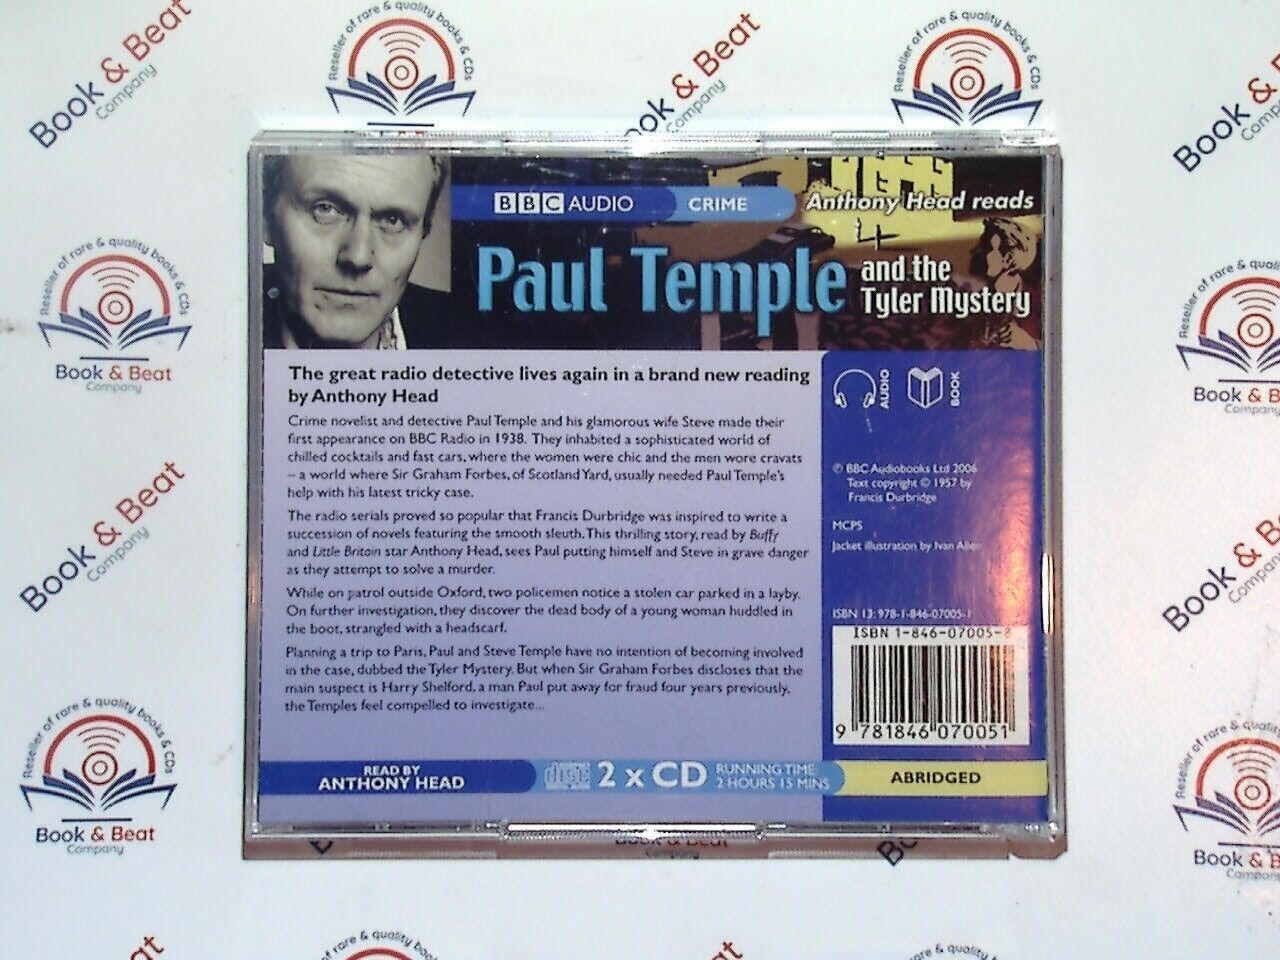 BBC AUDIO CRIME
Anthony Head reads
Paul Temple
and the
Tyler Mystery
The great radio detective lives again in a brand new reading
by Anthony Head
Crime novelist and detective Paul Temple and his glamorous wife Steve made their
first appearance on BBC Radio in 1938. They inhabited a sophisticated world of
chilled cocktails and fast cars, where the women were chic and the men wore cravats
– a world where Sir Graham Forbes, of Scotland Yard, usually needed Paul Temple's
help with his latest tricky case.
The radio serials proved so popular that Francis Durbridge was inspired to write a
succession of novels featuring the smooth sleuth. This thrilling story, read by Buffy
and Little Britain star Anthony Head, sees Paul putting himself and Steve in grave danger
as they attempt to solve a murder.
While on patrol outside Oxford, two policemen notice a stolen car parked in a layby.
On further investigation, they discover the dead body of a young woman huddled in
the boot, strangled with a headscarf.
Planning a trip to Paris, Paul and Steve Temple have no intention of becoming involved
in the case, dubbed the Tyler Mystery. But when Sir Graham Forbes discloses that the
main suspect is Harry Shelford, a man Paul put away for fraud four years previously,
the Temples feel compelled to investigate...
AUDIO
BOOK
℗ BBC Audiobooks Ltd 2006
Text copyright © 1957 by
Francis Durbridge
MCPS
Jacket illustration by Ivan Allen
ISBN 13: 978-1-846-07005-1
ISBN 1-846-07005-8
9 781846 070051
READ BY
ANTHONY HEAD
disc
2 x CD
RUNNING TIME
2 HOURS 15 MINS
ABRIDGED
Reseller of rare & quality books & CDs
Book & Beat
Company